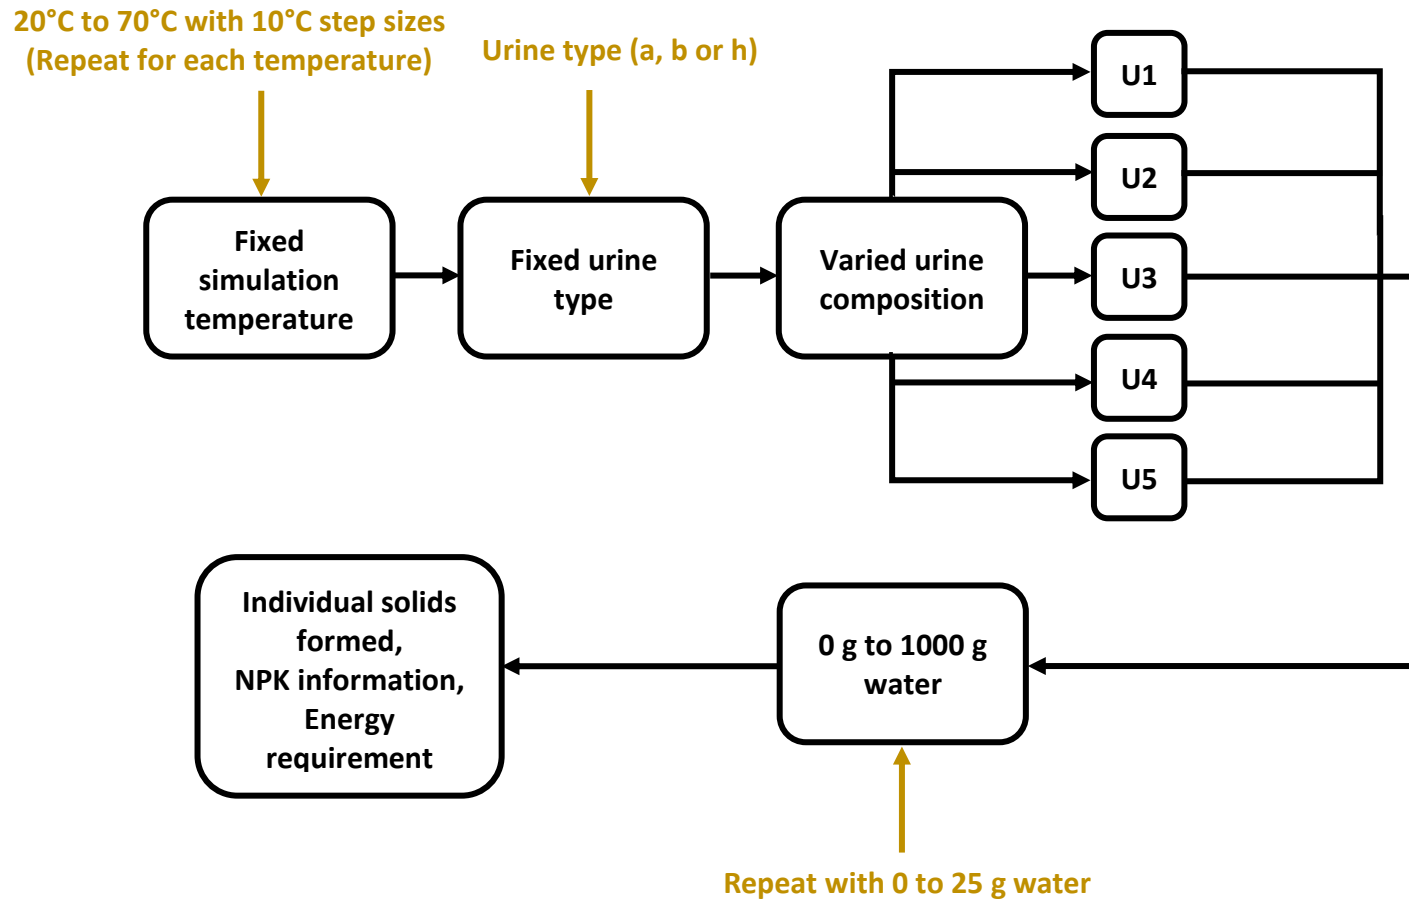 20°C to 70°C with 10°C step sizes
(Repeat for each temperature)
Urine type (a, b or h)
Fixed
simulation
temperature
Fixed urine
type
Varied urine
composition
U1
U2
U3
U4
U5
Individual solids
formed,
NPK information,
Energy
requirement
0 g to 1000 g
water
Repeat with 0 to 25 g water